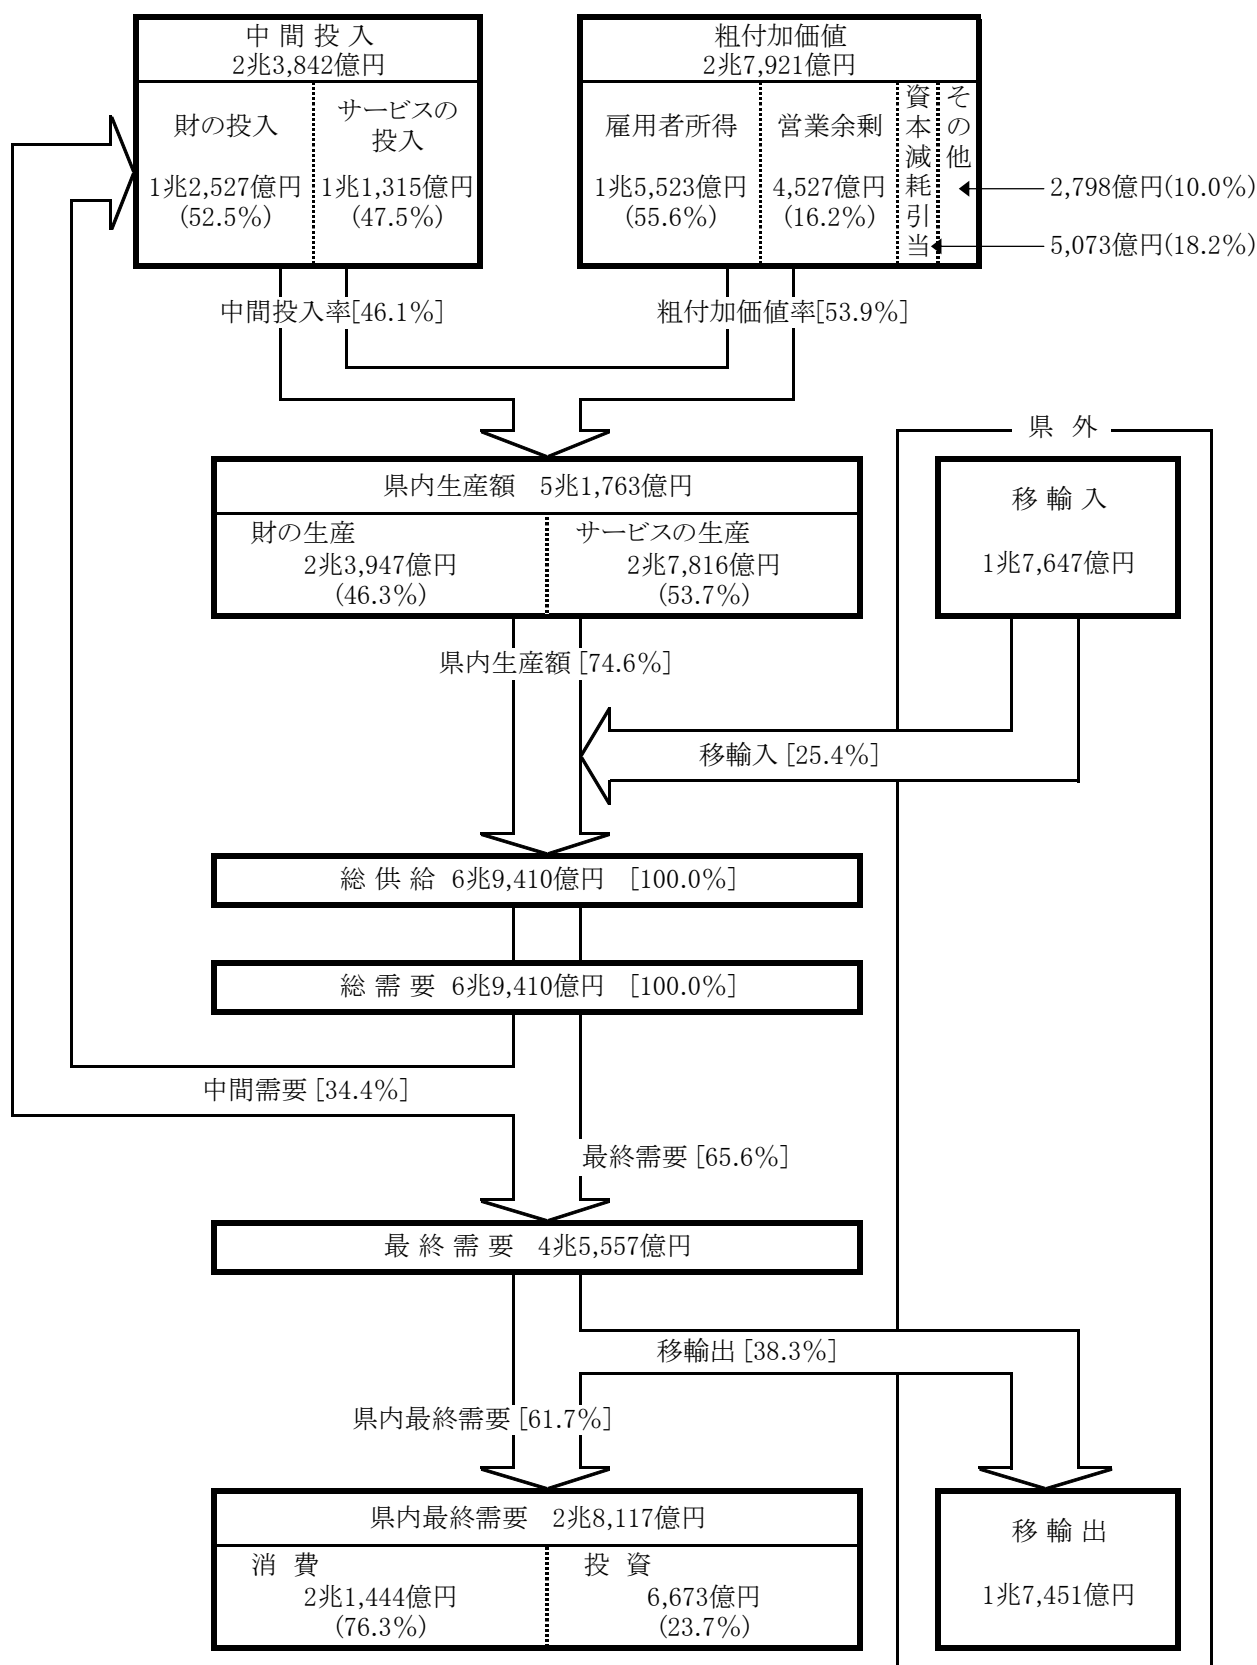 中 間 投 入
2兆3,842億円
財の投入
1兆2,527億円
(52.5%)
サービスの
投入
1兆1,315億円
(47.5%)
粗付加価値
2兆7,921億円
雇用者所得
1兆5,523億円
(55.6%)
営業余剰
4,527億円
(16.2%)
資本減耗引当
その他
2,798億円(10.0%)
5,073億円(18.2%)
中間投入率[46.1%]
粗付加価値率[53.9%]
県 外
県内生産額 5兆1,763億円
財の生産
2兆3,947億円
(46.3%)
サービスの生産
2兆7,816億円
(53.7%)
移 輸 入
1兆7,647億円
県内生産額 [74.6%]
移輸入 [25.4%]
総 供 給 6兆9,410億円 [100.0%]
総 需 要 6兆9,410億円 [100.0%]
中間需要 [34.4%]
最終需要 [65.6%]
最 終 需 要 4兆5,557億円
移輸出 [38.3%]
県内最終需要 [61.7%]
県内最終需要 2兆8,117億円
消 費
2兆1,444億円
(76.3%)
投 資
6,673億円
(23.7%)
移 輸 出
1兆7,451億円